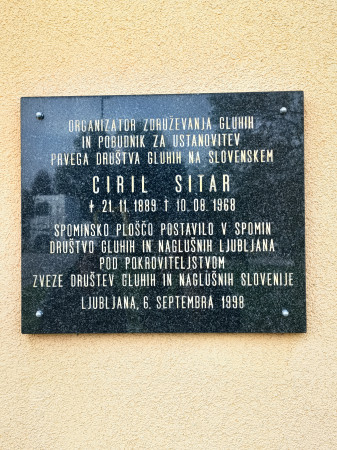 ORGANIZATOR ZDRUŽEVANJA GLUHIH
IN POBUDNIK ZA USTANOVITEV
PRVEGA DRUŠTVA GLUHIH NA SLOVENSKEM
CIRIL SITAR
✝ 21.11.1889 ✝ 10.08.1968
SPOMINSKO PLOŠČO POSTAVILO V SPOMIN
DRUŠTVO GLUHIH IN NAGLUŠNIH LJUBLJANA
POD POKROVITELJSTVOM
ZVEZE DRUŠTEV GLUHIH IN NAGLUŠNIH SLOVENIJE
LJUBLJANA, 6. SEPTEMBRA 1998